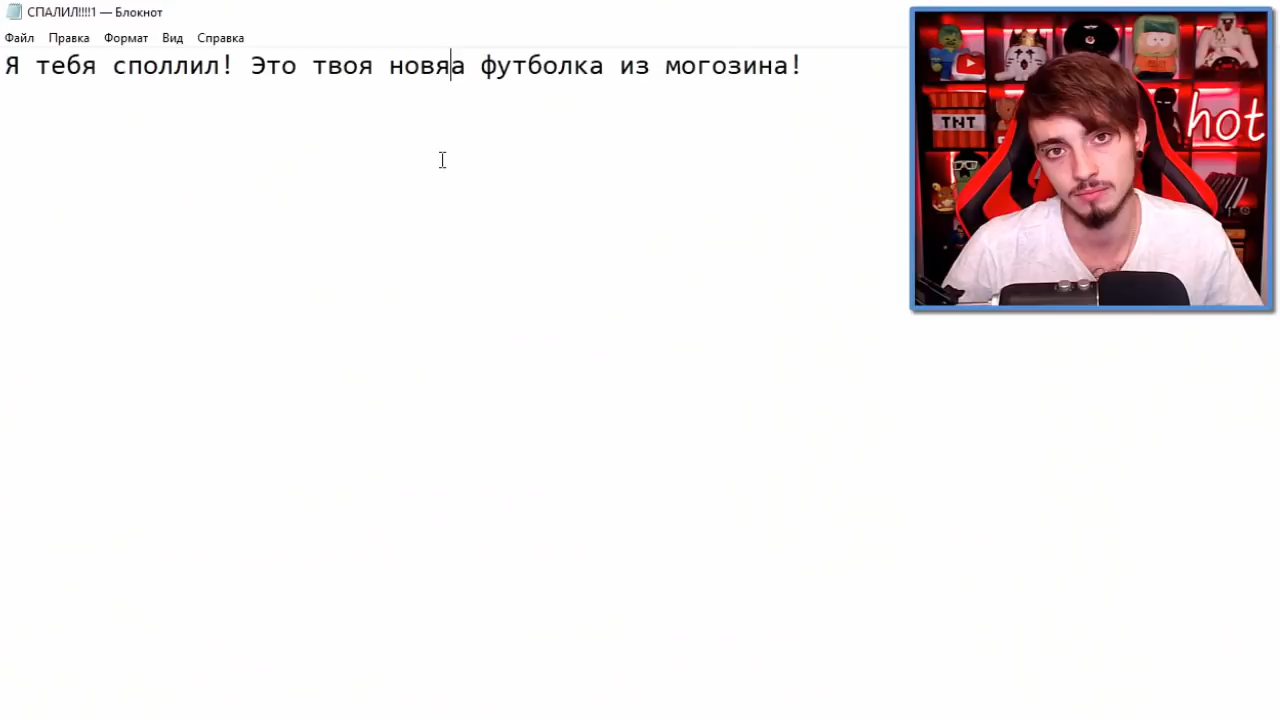 СПАЛИЛ!!!!1 — Блокнот
Файл Правка Формат Вид Справка
Я тебя споллил! Это твоя новяа футболка из могозина!
TNT
hot